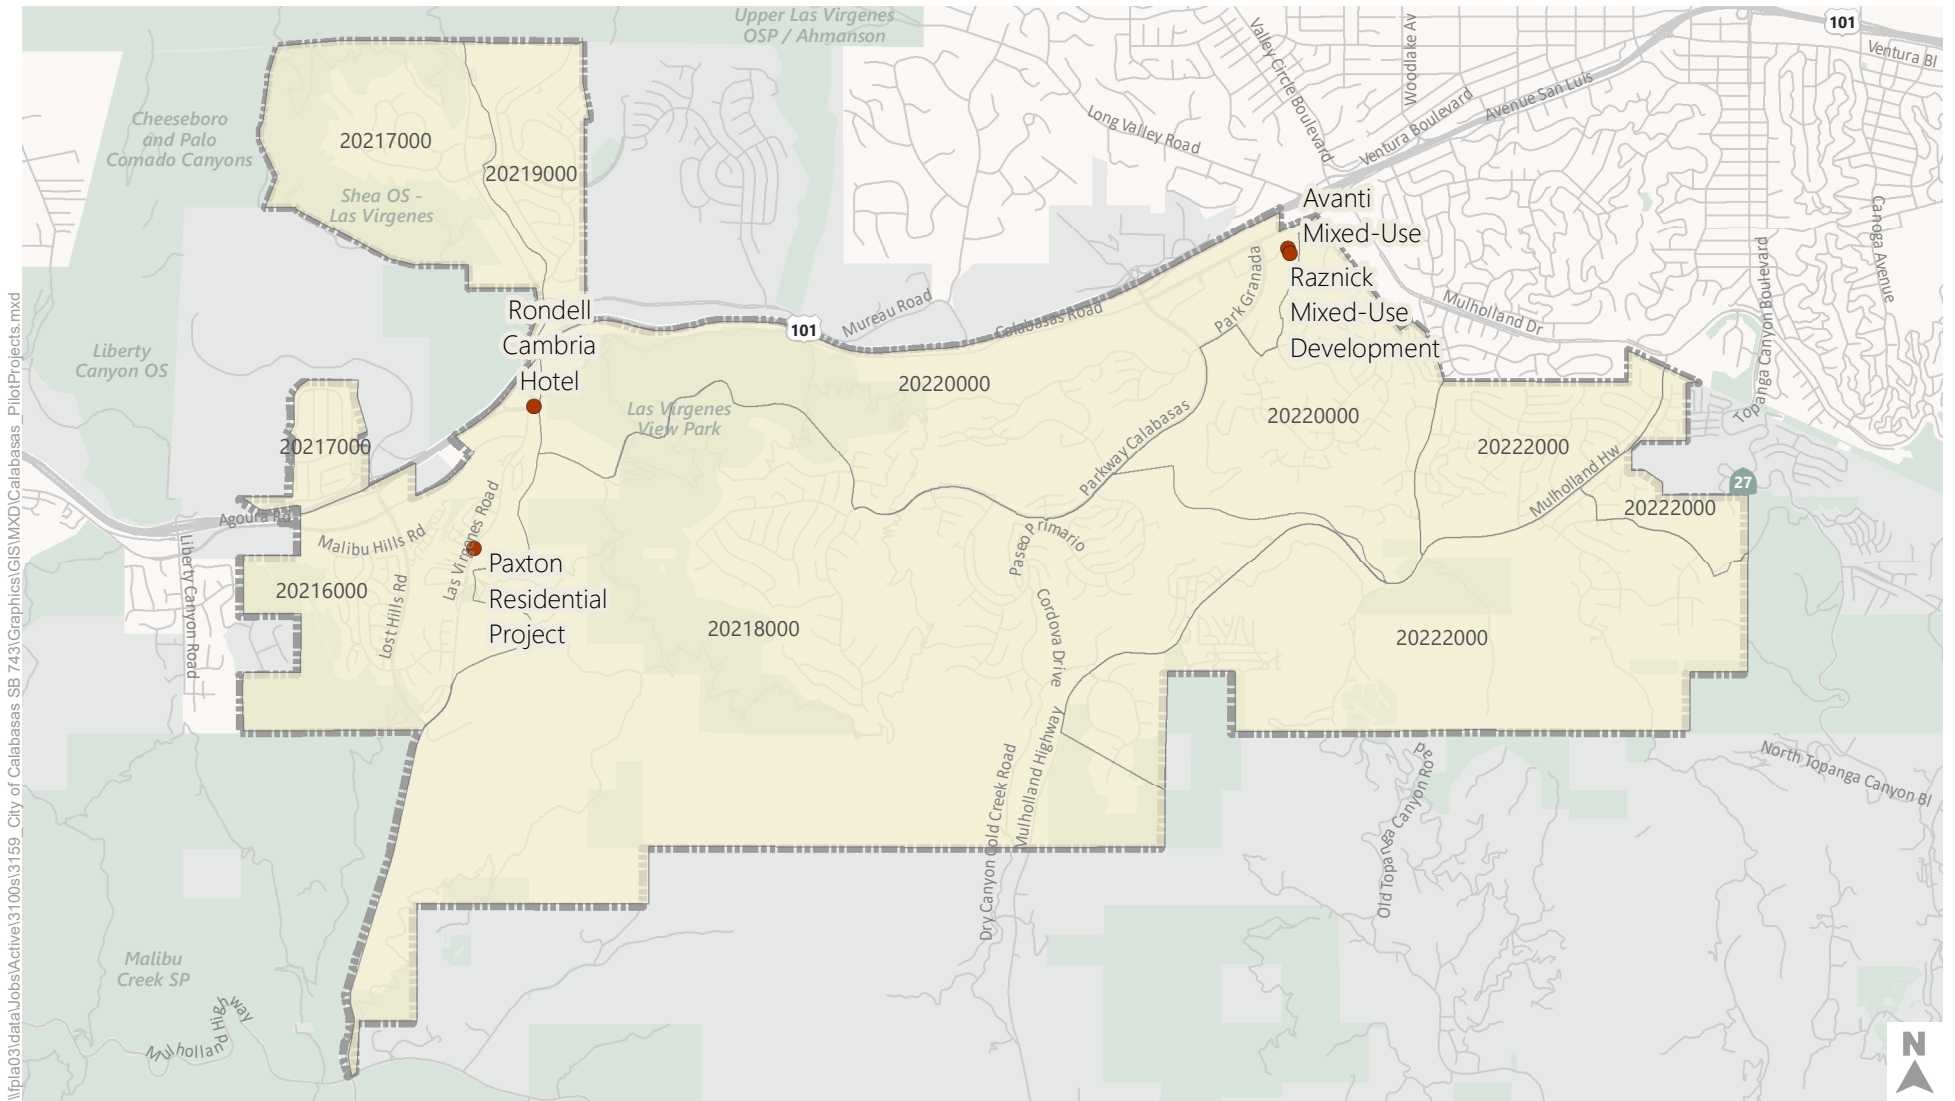 Upper Las Virgenes
OSP / Ahmanson
101
Ventura Bl
Woodlake Av
Valley Circle Boulevard
Avenue San Luis
Ventura Boulevard
Long Valley Road
Cheeseboro
and Palo
Comado Canyons
20217000
20219000
Shea OS -
Las Virgenes
Avanti
Mixed-Use
Raznick
Mixed-Use
Development
Canoga Avenue
Topanga Canyon Boulevard
Park Granada
Mulholland Dr
Rondell
Cambria
Hotel
101
Mureau Road
Calabasas Road
Liberty
Canyon OS
20220000
Las Virgenes
View Park
20220000
20222000
20217000
Parkway Calabasas
Mulholland Hw
27
20222000
Agoura Rd
Malibu Hills Rd
Las Virgenes Road
Paseo Primario
Liberty Canyon Road
Paxton
Residential
Project
20216000
Lost Hills Rd
Cordova Drive
20218000
20222000
Mulholland Highway
Dry Canyon Cold Creek Road
Old Topanga Canyon Road
North Topanga Canyon Bl
Malibu
Creek SP
Mulholland Highway
N
\\fpla03\data\Jobs\Active\3100s\3159_City of Calabasas SB 743\Graphics\GIS\MXD\Calabasas_PilotProjects.mxd